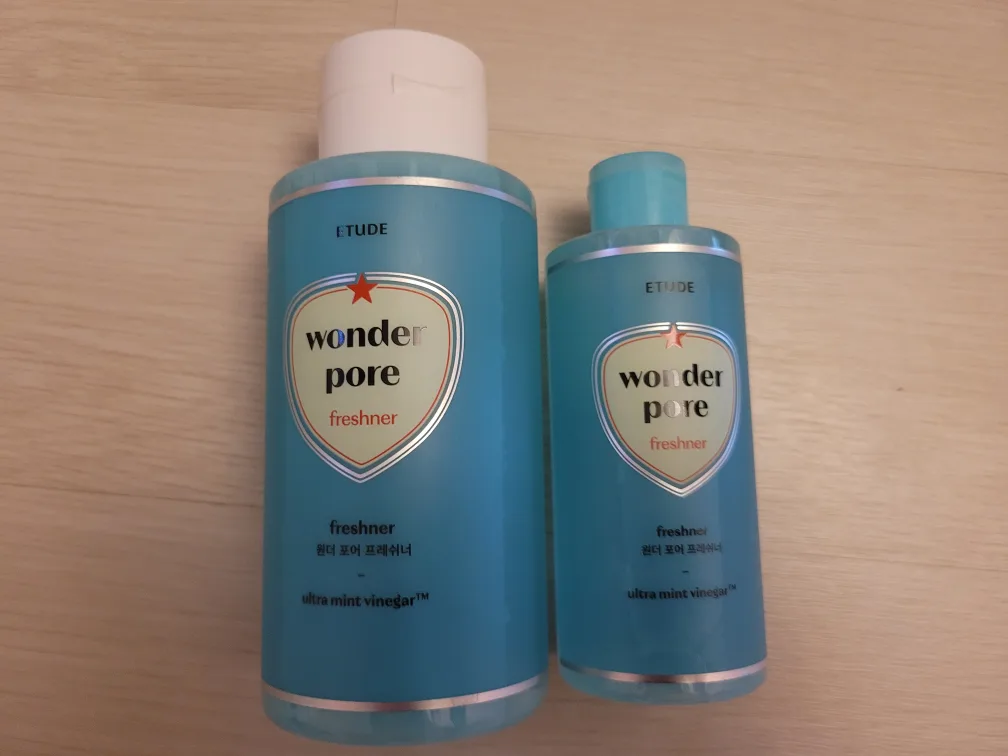 ETUDE
wonder
pore
freshner
freshner
원더 포어 프레쉬너
ultra mint vinegar™
ETUDE
wonder
pore
freshner
freshner
원더 포어 프레쉬너
ultra mint vinegar™